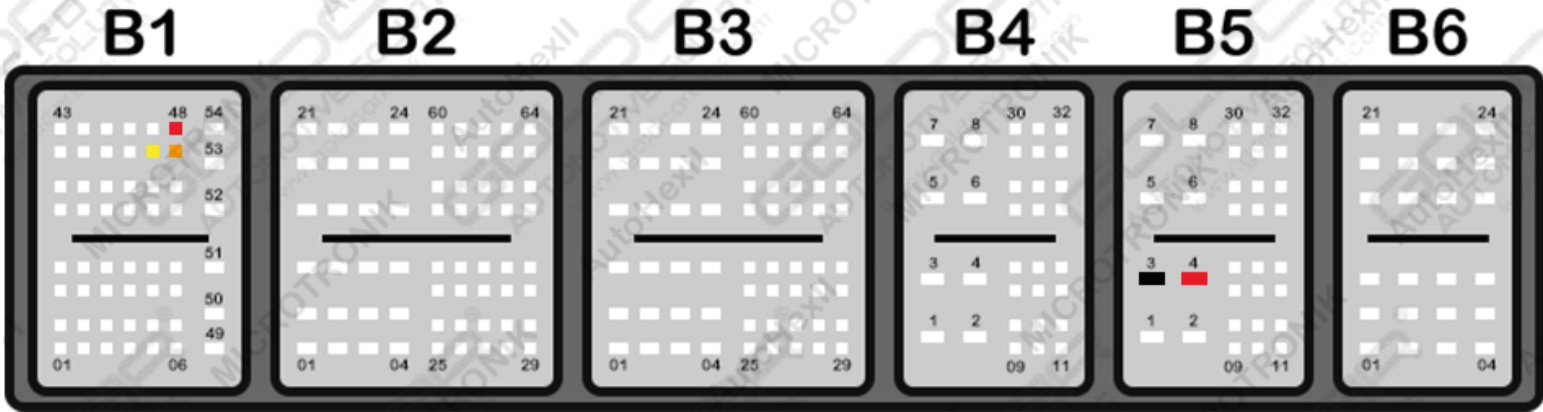 B1 B2 B3 B4 B5 B6
43 48 54 21 24 60 64 21 24 60 64 7 8 30 32 7 8 30 32 21 24
53
52 5 6 5 6
51 3 4 3 4
50
49 1 2 1 2
01 06 01 04 25 29 01 04 25 29 09 11 09 11 01 04
MICROTRONIK
AutoHexII